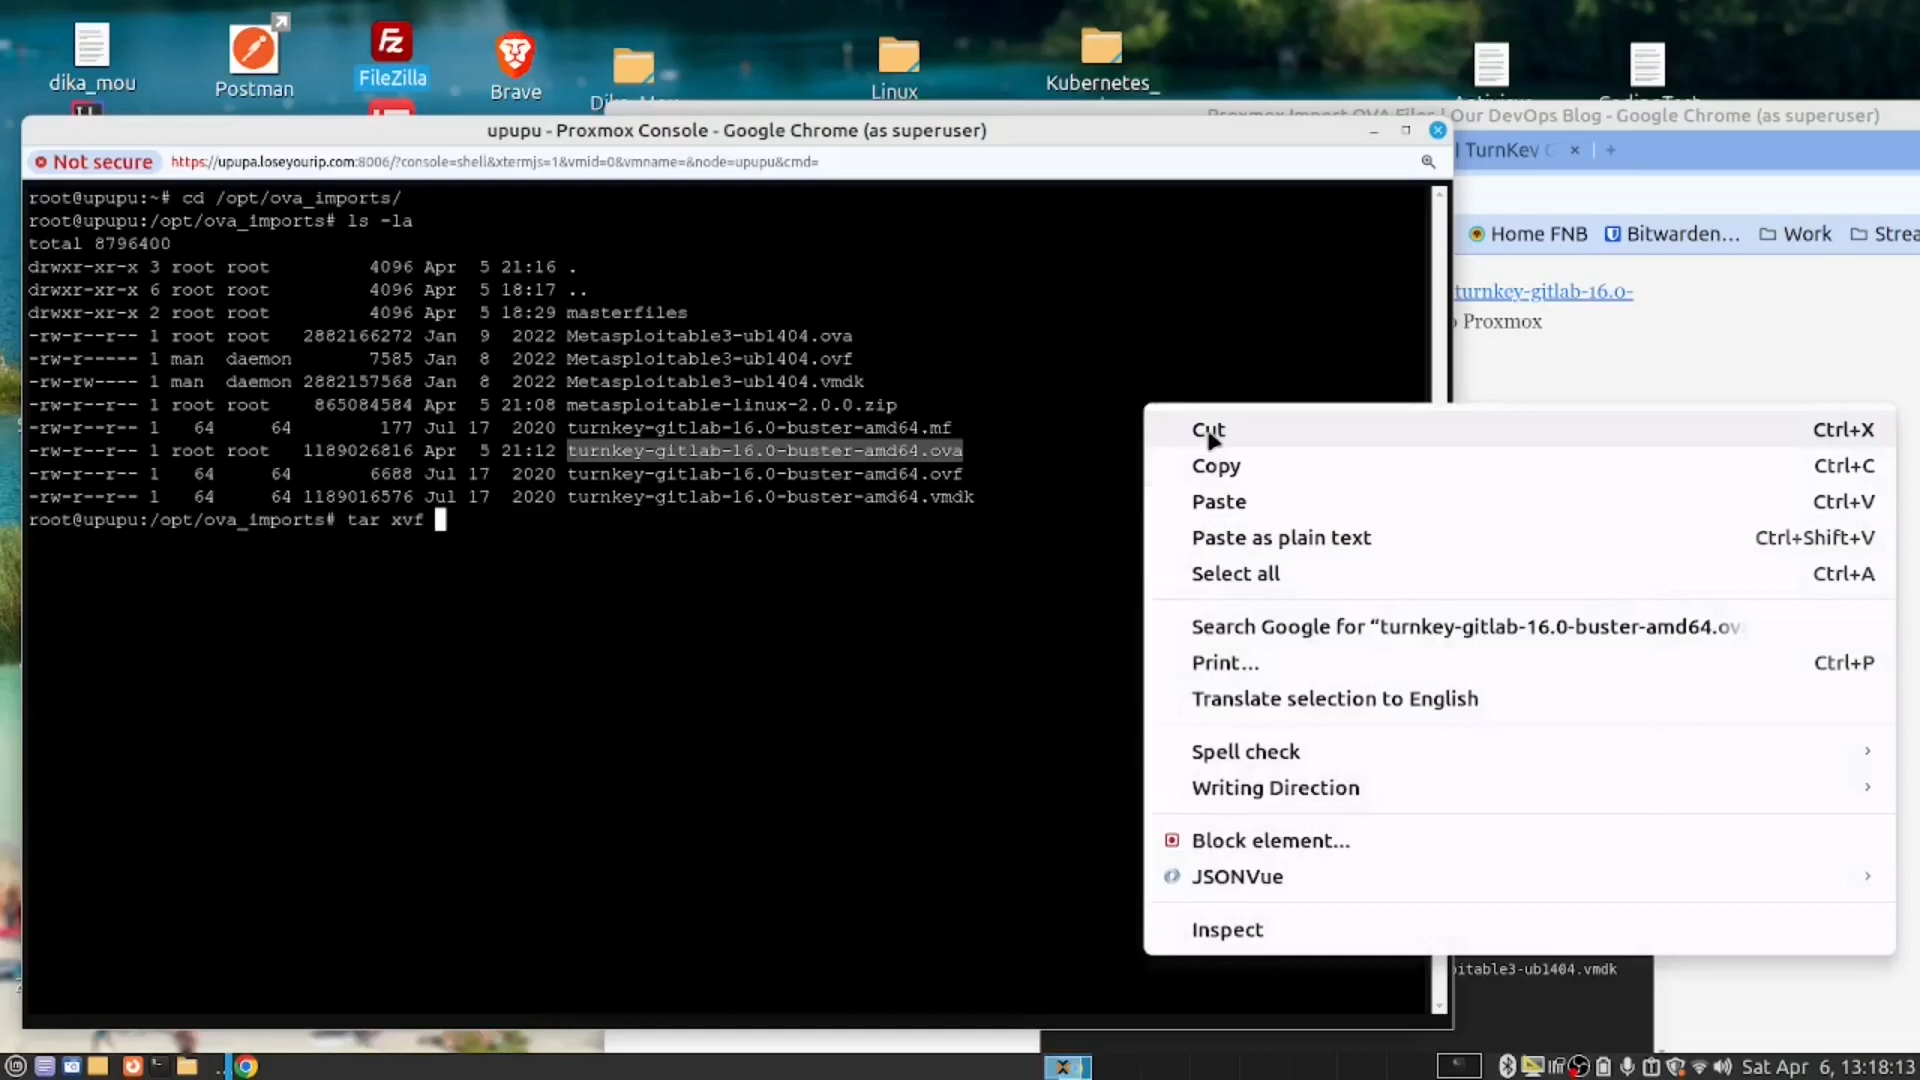 dika_mou
Postman
FileZilla
Brave
Linux
Kubernetes_
Proxmox Import OVA Files | Our DevOps Blog - Google Chrome (as superuser)
upupu - Proxmox Console - Google Chrome (as superuser)
| TurnKey
Not secure
https://upupa.loseyourip.com:8006/?console=shell&xtermjs=1&vmid=0&vmname=&node=upupu&cmd=
Home FNB
Bitwarden...
Work
Strea
root@upupu:~# cd /opt/ova_imports/
root@upupu:/opt/ova_imports# ls -la
total 8796400
drwxr-xr-x 3 root root 4096 Apr 5 21:16 .
drwxr-xr-x 6 root root 4096 Apr 5 18:17 ..
drwxr-xr-x 2 root root 4096 Apr 5 18:29 masterfiles
-rw-r--r-- 1 root root 2882166272 Jan 9 2022 Metasploitable3-ub1404.ova
-rw-r----- 1 man daemon 7585 Jan 8 2022 Metasploitable3-ub1404.ovf
-rw-rw---- 1 man daemon 2882157568 Jan 8 2022 Metasploitable3-ub1404.vmdk
-rw-r--r-- 1 root root 865084584 Apr 5 21:08 metasploitable-linux-2.0.0.zip
-rw-r--r-- 1 64 64 177 Jul 17 2020 turnkey-gitlab-16.0-buster-amd64.mf
-rw-r--r-- 1 root root 1189026816 Apr 5 21:12 turnkey-gitlab-16.0-buster-amd64.ova
-rw-r--r-- 1 64 64 6688 Jul 17 2020 turnkey-gitlab-16.0-buster-amd64.ovf
-rw-r--r-- 1 64 64 1189016576 Jul 17 2020 turnkey-gitlab-16.0-buster-amd64.vmdk
root@upupu:/opt/ova_imports# tar xvf
turnkey-gitlab-16.0-
Proxmox
Cut Ctrl+X
Copy Ctrl+C
Paste Ctrl+V
Paste as plain text Ctrl+Shift+V
Select all Ctrl+A
Search Google for “turnkey-gitlab-16.0-buster-amd64.ov
Print... Ctrl+P
Translate selection to English
Spell check
Writing Direction
Block element...
JSONVue
Inspect
itable3-ub1404.vmdk
Sat Apr 6, 13:18:13